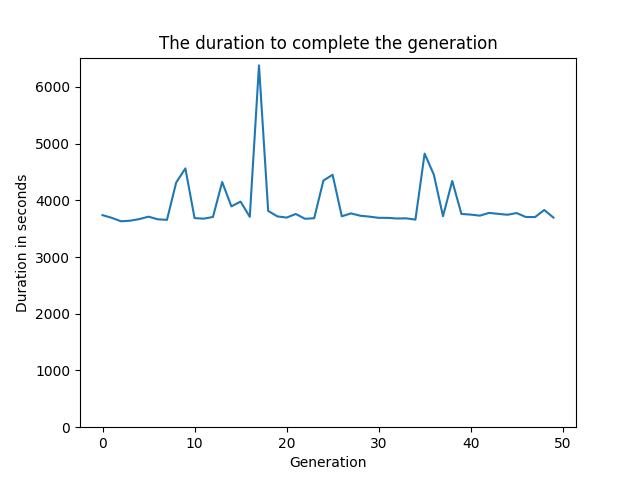 The duration to complete the generation
6000
5000
4000
3000
2000
1000
0
Duration in seconds
0 10 20 30 40 50
Generation